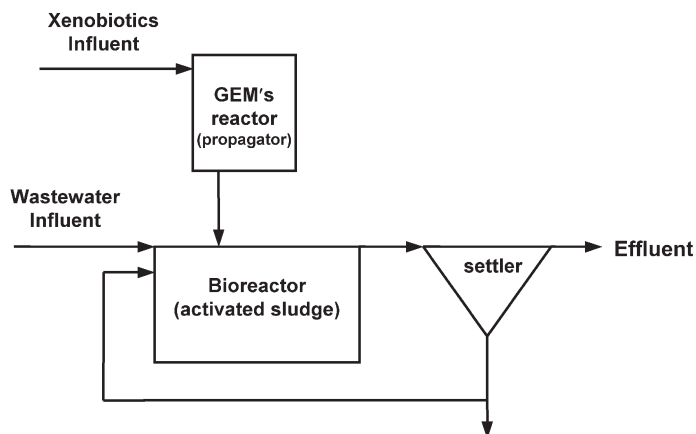 Xenobiotics
Influent
GEM's
reactor
(propagator)
Wastewater
Influent
Bioreactor
(activated sludge)
settler
Effluent